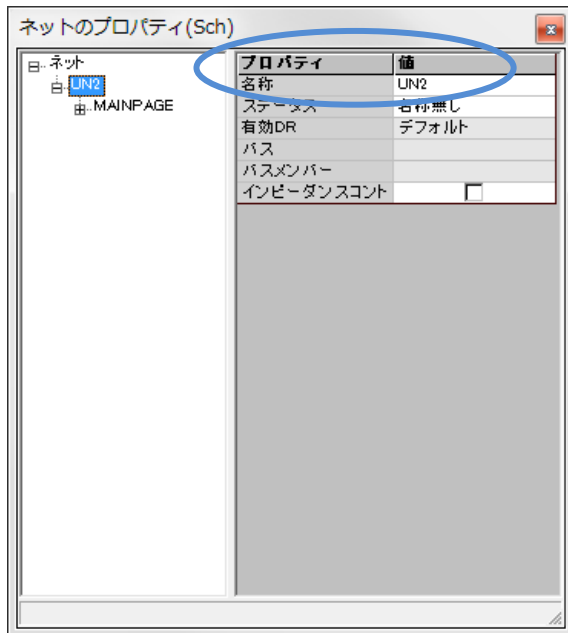 ネットのプロパティ(Sch)
ネット
UN2
MAINPAGE
プロパティ 値
名称 UN2
ステータス 名称無し
有効DR デフォルト
バス
バスメンバー
インピーダンスコント